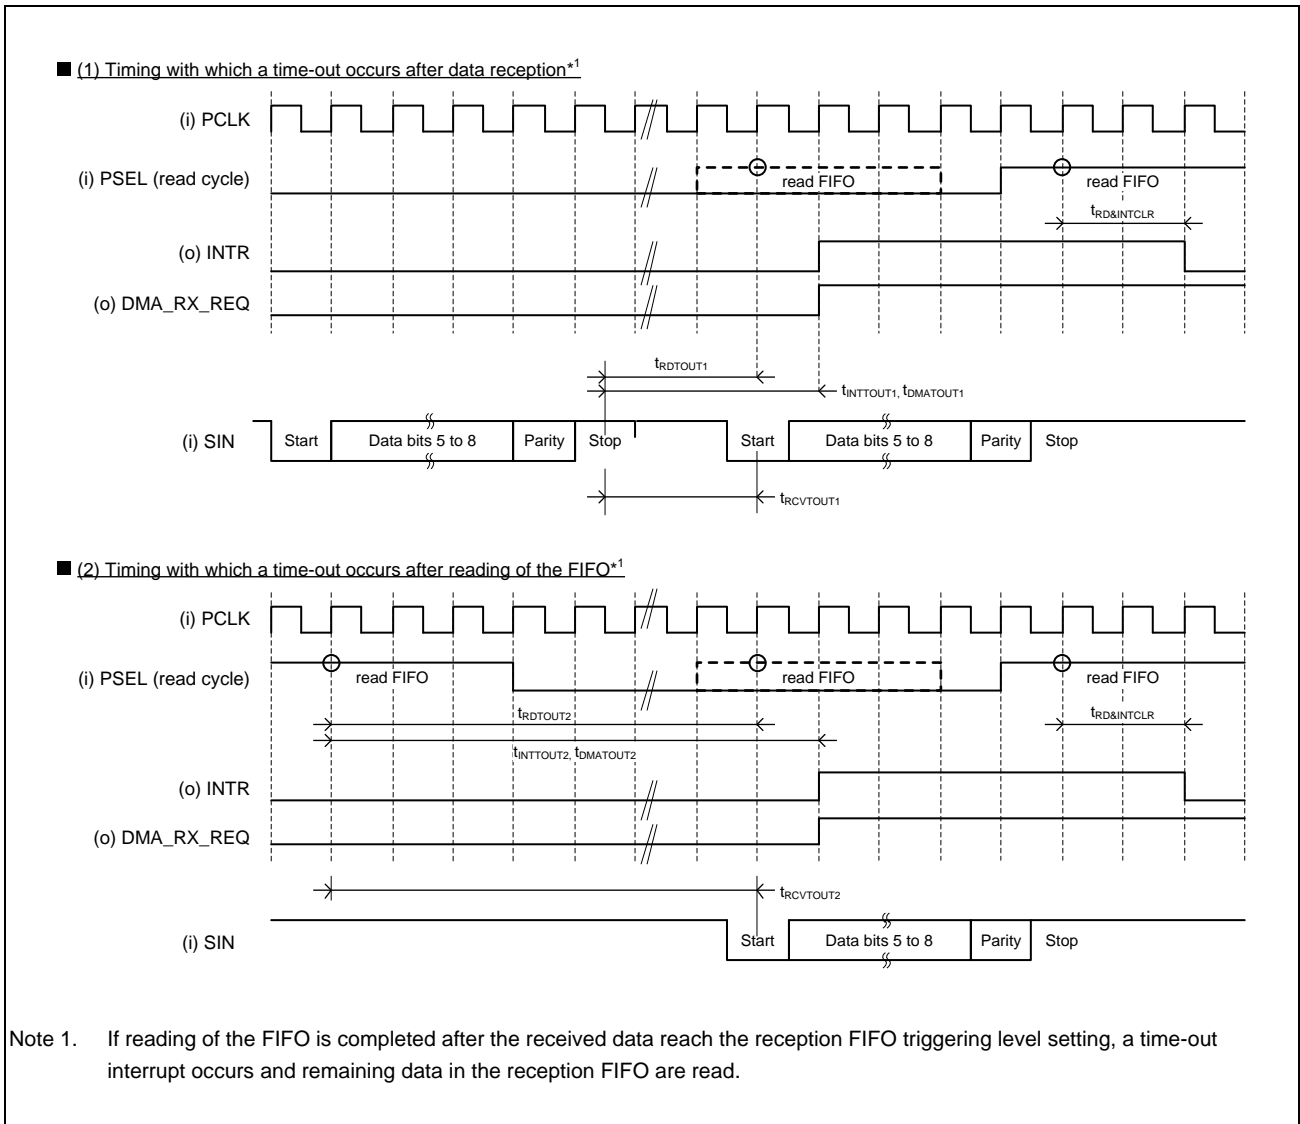 ■ (1) Timing with which a time-out occurs after data reception*1
(i) PCLK
(i) PSEL (read cycle)
read FIFO
read FIFO
tRD&INTCLR
(o) INTR
(o) DMA_RX_REQ
tRDTOUT1
tINTTOUT1, tDMATOUT1
(i) SIN
Start
Data bits 5 to 8
Parity
Stop
Start
Data bits 5 to 8
Parity
Stop
tRCVTOUT1
■ (2) Timing with which a time-out occurs after reading of the FIFO*1
(i) PCLK
(i) PSEL (read cycle)
read FIFO
read FIFO
read FIFO
tRDTOUT2
tRD&INTCLR
tINTTOUT2, tDMATOUT2
(o) INTR
(o) DMA_RX_REQ
tRCVTOUT2
(i) SIN
Start
Data bits 5 to 8
Parity
Stop
Note 1. If reading of the FIFO is completed after the received data reach the reception FIFO triggering level setting, a time-out
interrupt occurs and remaining data in the reception FIFO are read.